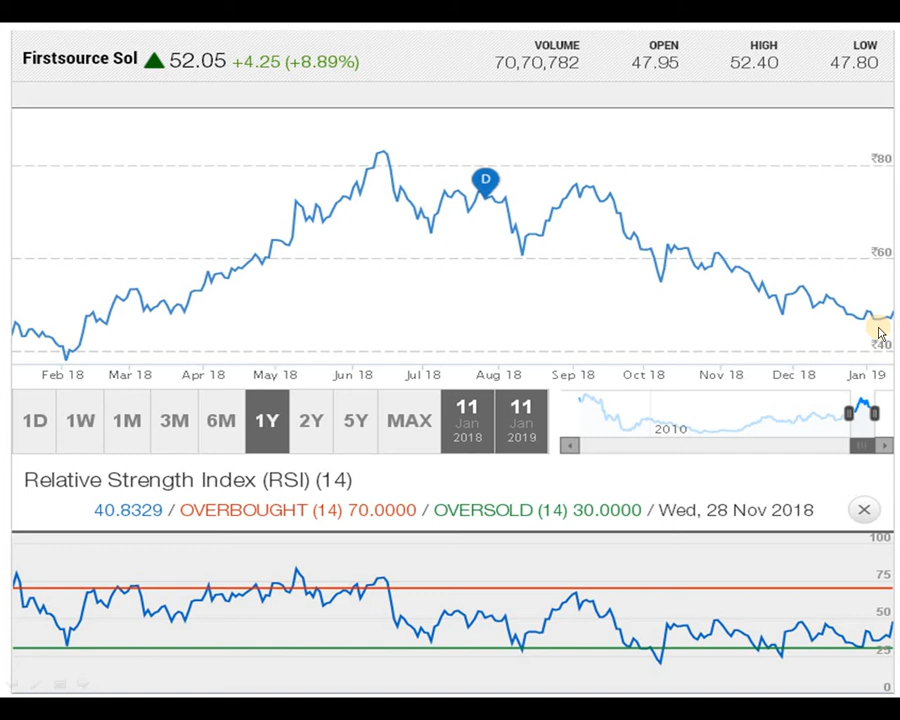 Firstsource Sol 52.05 +4.25 (+8.89%)
VOLUME OPEN HIGH LOW
70,70,782 47.95 52.40 47.80
₹80
D
₹60
₹40
Feb 18 Mar 18 Apr 18 May 18 Jun 18 Jul 18 Aug 18 Sep 18 Oct 18 Nov 18 Dec 18 Jan 19
1D 1W 1M 3M 6M 1Y 2Y 5Y MAX
11 Jan 2018
11 Jan 2019
2010
Relative Strength Index (RSI) (14)
40.8329 / OVERBOUGHT (14) 70.0000 / OVERSOLD (14) 30.0000 / Wed, 28 Nov 2018
100
75
50
25
0